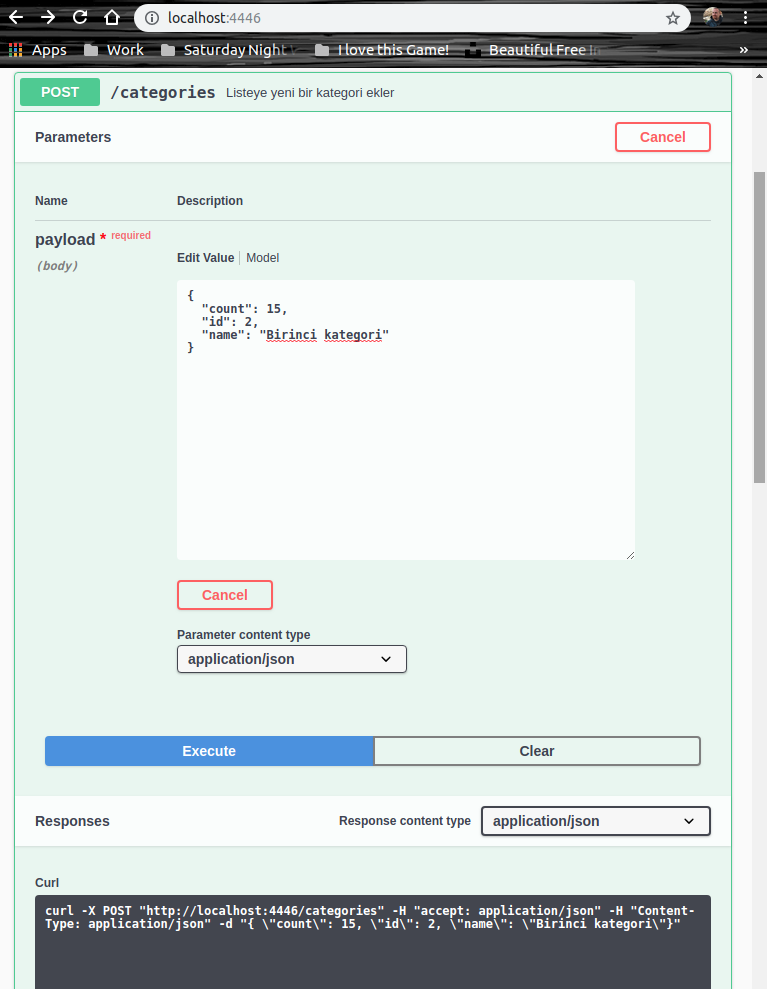 localhost:4446
Apps Work Saturday Night I love this Game! Beautiful Free »
POST /categories Listeye yeni bir kategori ekler
Parameters Cancel
Name Description
payload * required
(body)
Edit Value Model
{
"count": 15,
"id": 2,
"name": "Birinci kategori"
}
Cancel
Parameter content type
application/json
Execute Clear
Responses Response content type application/json
Curl
curl -X POST "http://localhost:4446/categories" -H "accept: application/json" -H "Content-
Type: application/json" -d "{ \"count\": 15, \"id\": 2, \"name\": \"Birinci kategori\"}"